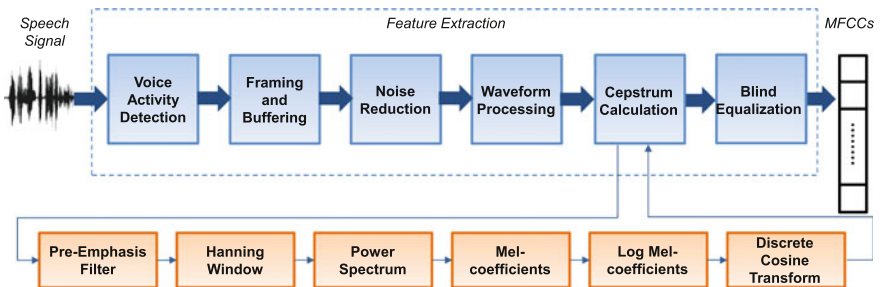 Speech
Signal
Feature Extraction
MFCCs
Voice
Activity
Detection
Framing
and
Buffering
Noise
Reduction
Waveform
Processing
Cepstrum
Calculation
Blind
Equalization
Pre-Emphasis
Filter
Hanning
Window
Power
Spectrum
Mel-
coefficients
Log Mel-
coefficients
Discrete
Cosine
Transform